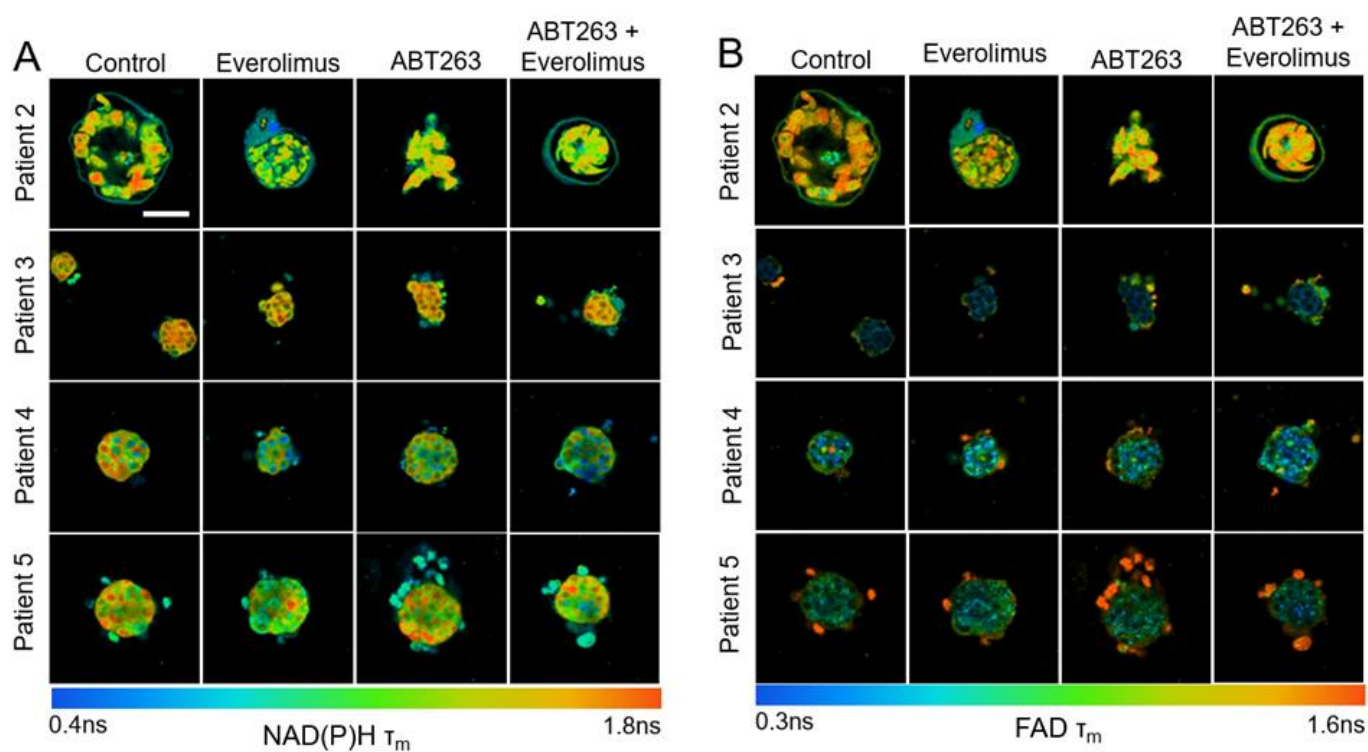 A
Control
Everolimus
ABT263
ABT263 +
Everolimus
Patient 2
Patient 3
Patient 4
Patient 5
0.4ns
NAD(P)H τm
1.8ns
B
Control
Everolimus
ABT263
ABT263 +
Everolimus
Patient 2
Patient 3
Patient 4
Patient 5
0.3ns
FAD τm
1.6ns